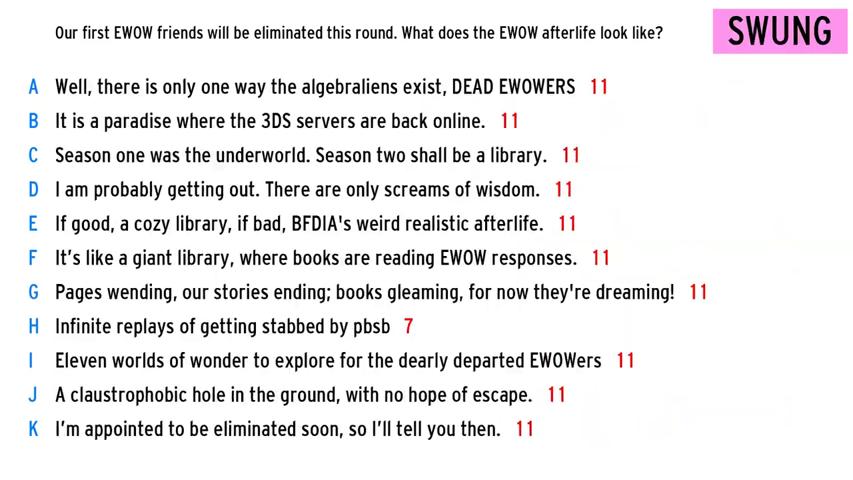 Our first EWOW friends will be eliminated this round. What does the EWOW afterlife look like?
SWUNG
A Well, there is only one way the algebraliens exist, DEAD EWOWERS 11
B It is a paradise where the 3DS servers are back online. 11
C Season one was the underworld. Season two shall be a library. 11
D I am probably getting out. There are only screams of wisdom. 11
E If good, a cozy library, if bad, BFDIA's weird realistic afterlife. 11
F It’s like a giant library, where books are reading EWOW responses. 11
G Pages wending, our stories ending; books gleaming, for now they're dreaming! 11
H Infinite replays of getting stabbed by pbsb 7
I Eleven worlds of wonder to explore for the dearly departed EWOWers 11
J A claustrophobic hole in the ground, with no hope of escape. 11
K I’m appointed to be eliminated soon, so I’ll tell you then. 11